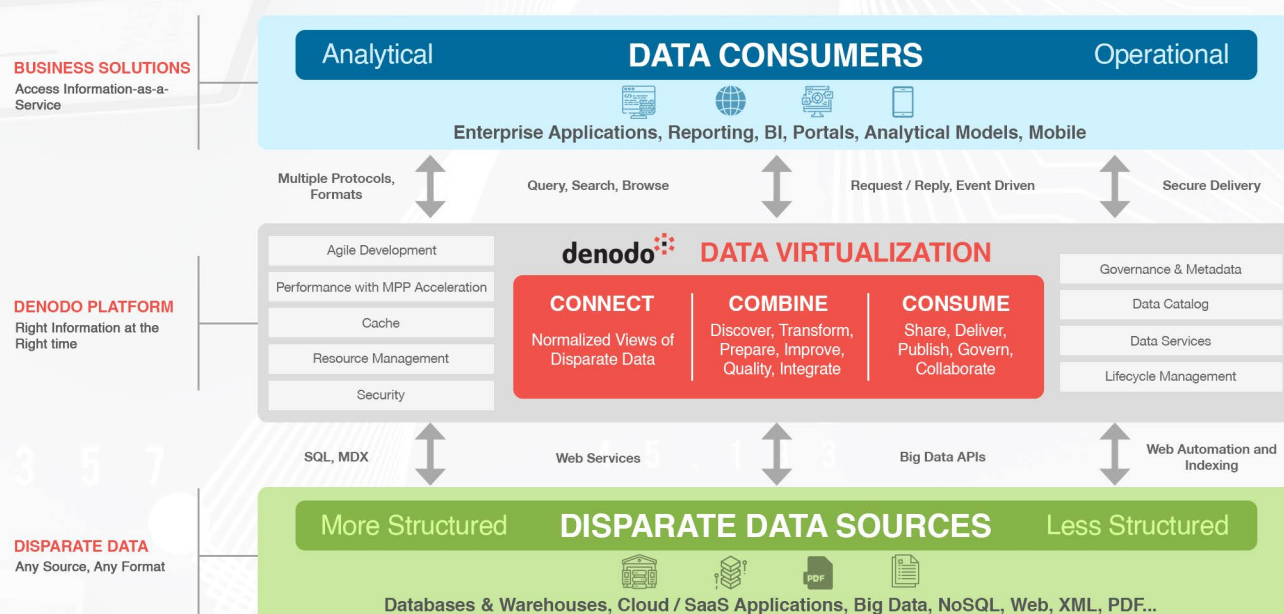 BUSINESS SOLUTIONS
Access Information-as-a-
Service
Analytical DATA CONSUMERS Operational
Enterprise Applications, Reporting, BI, Portals, Analytical Models, Mobile
Multiple Protocols,
Formats
Query, Search, Browse
Request / Reply, Event Driven
Secure Delivery
DENODO PLATFORM
Right Information at the
Right time
Agile Development
Performance with MPP Acceleration
Cache
Resource Management
Security
denodo DATA VIRTUALIZATION
CONNECT
Normalized Views of
Disparate Data
COMBINE
Discover, Transform,
Prepare, Improve,
Quality, Integrate
CONSUME
Share, Deliver,
Publish, Govern,
Collaborate
Governance & Metadata
Data Catalog
Data Services
Lifecycle Management
SQL, MDX
Web Services
Big Data APIs
Web Automation and
Indexing
DISPARATE DATA
Any Source, Any Format
More Structured DISPARATE DATA SOURCES Less Structured
PDF
Databases & Warehouses, Cloud / SaaS Applications, Big Data, NoSQL, Web, XML, PDF...